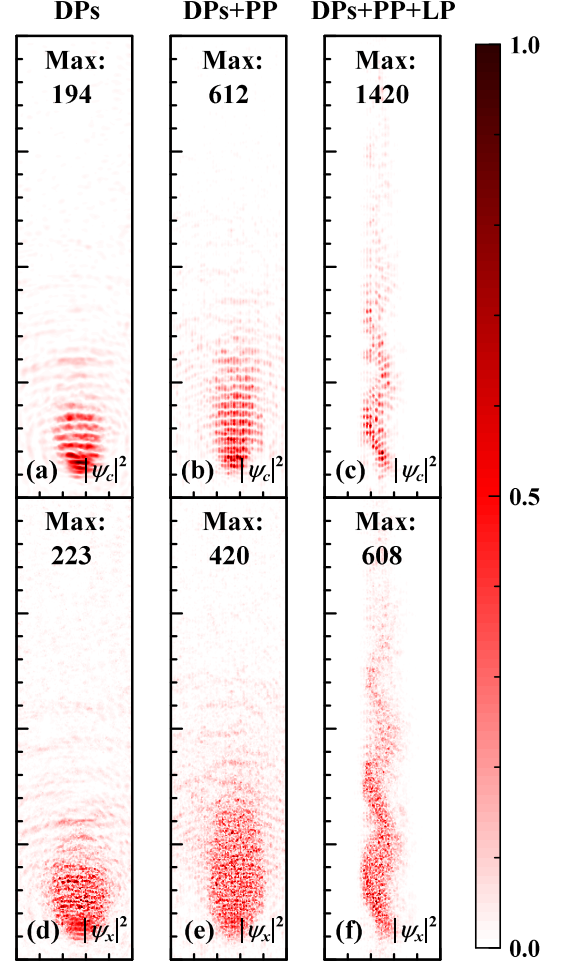 DPs DPs+PP DPs+PP+LP
Max: Max: Max: 1.0
194 612 1420
(a) |ψc|² (b) |ψc|² (c) |ψc|²
0.5
Max: Max: Max:
223 420 608
(d) |ψx|² (e) |ψx|² (f) |ψx|²
0.0